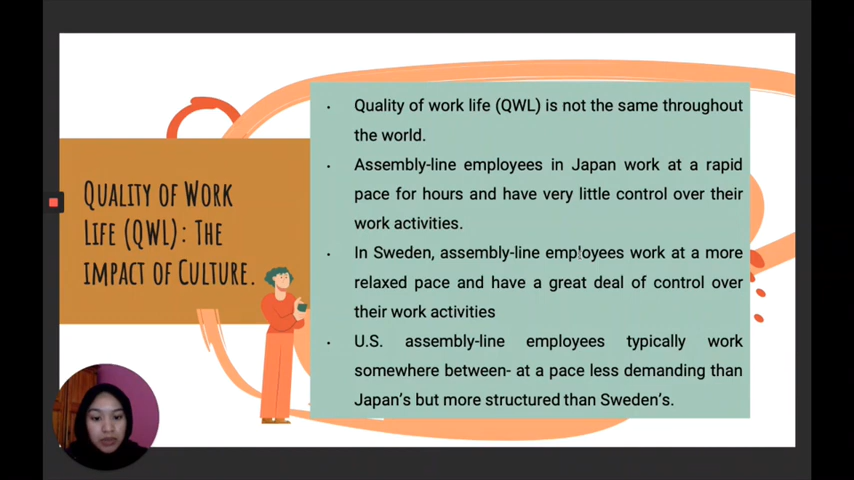 QUALITY OF WORK
LIFE (QWL): THE
IMPACT OF CULTURE.
• Quality of work life (QWL) is not the same throughout
the world.
• Assembly-line employees in Japan work at a rapid
pace for hours and have very little control over their
work activities.
• In Sweden, assembly-line employees work at a more
relaxed pace and have a great deal of control over
their work activities
• U.S. assembly-line employees typically work
somewhere between- at a pace less demanding than
Japan's but more structured than Sweden's.